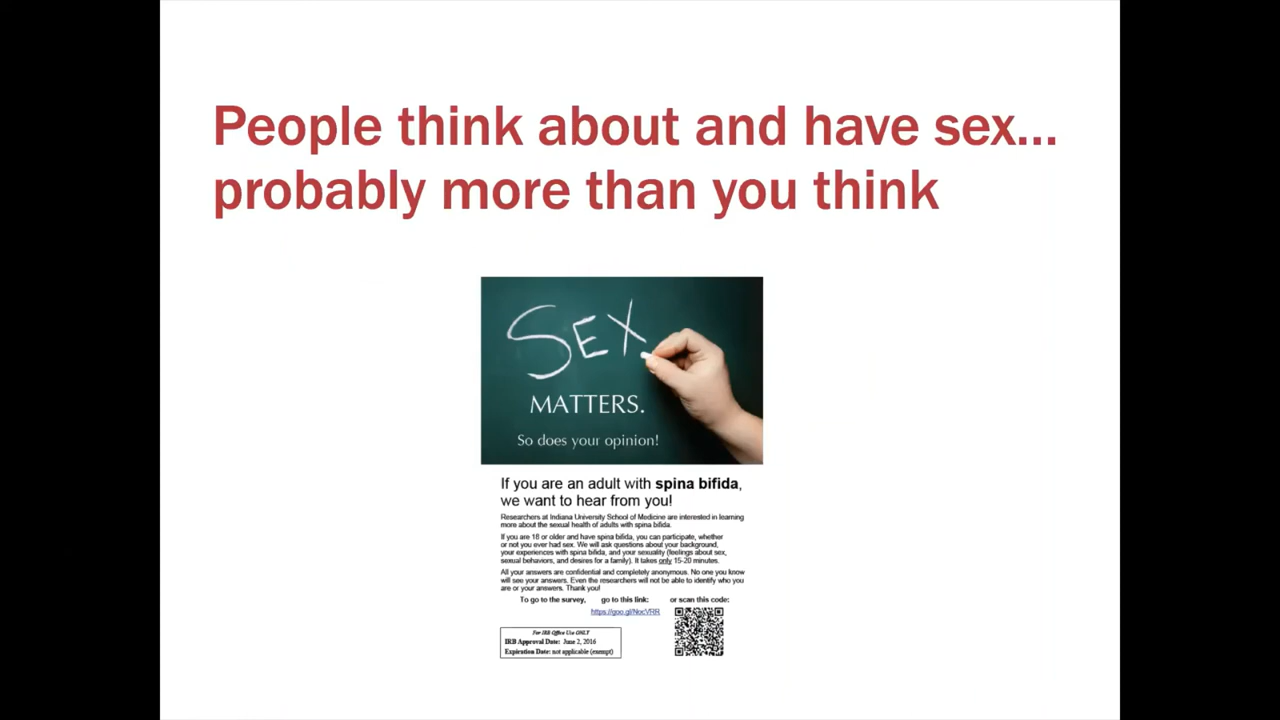 People think about and have sex...
probably more than you think
SEX
MATTERS.
So does your opinion!
If you are an adult with spina bifida,
we want to hear from you!
Researchers at Indiana University School of Medicine are interested in learning
more about the sexual health of adults with spina bifida.
If you are 18 or older and have spina bifida, you can participate, whether
or not you ever had sex. We will ask questions about your background,
your experiences with spina bifida, and your sexuality (feelings about sex,
sexual behaviors, and desires for a family). It takes only 15-20 minutes.
All your answers are confidential and completely anonymous. No one you know
will see your answers. Even the researchers will not be able to identify who you
are or your answers. Thank you!
To go to the survey, go to this link: or scan this code:
https://goo.gl/NocVRR
For IRB Office Use ONLY
IRB Approval Date: June 2, 2016
Expiration Date: not applicable (exempt)